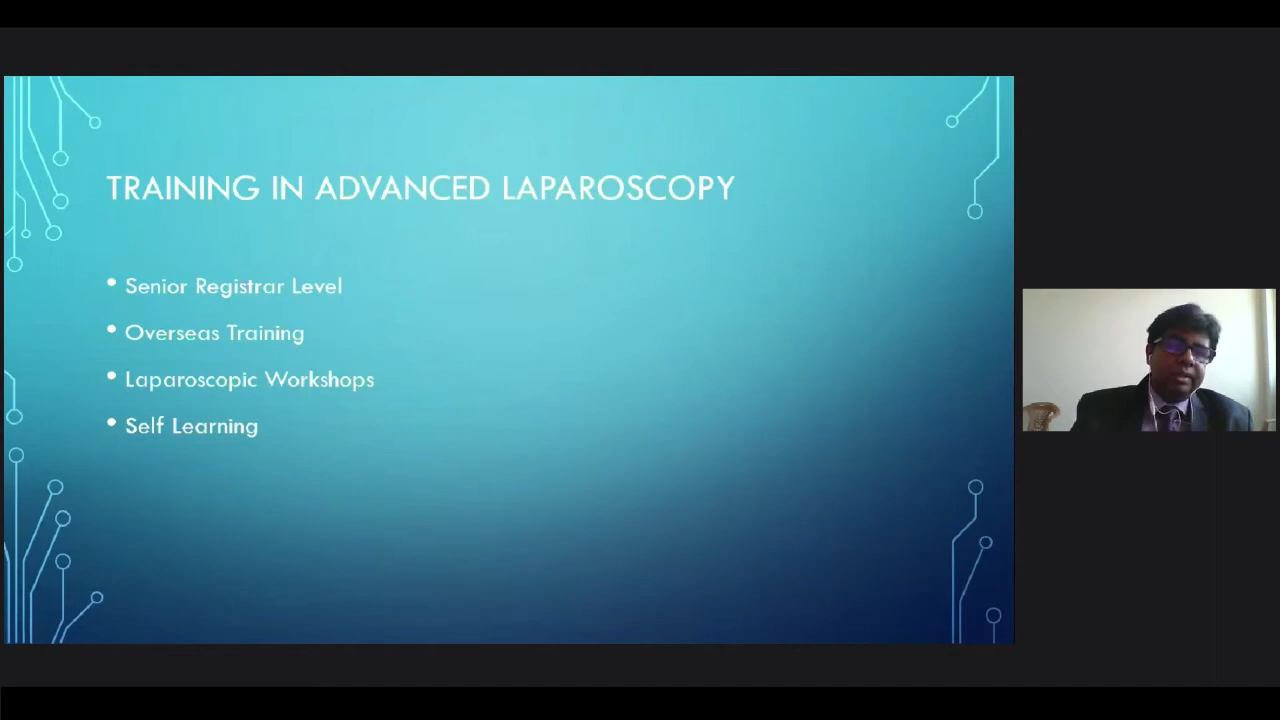 TRAINING IN ADVANCED LAPAROSCOPY
• Senior Registrar Level
• Overseas Training
• Laparoscopic Workshops
• Self Learning